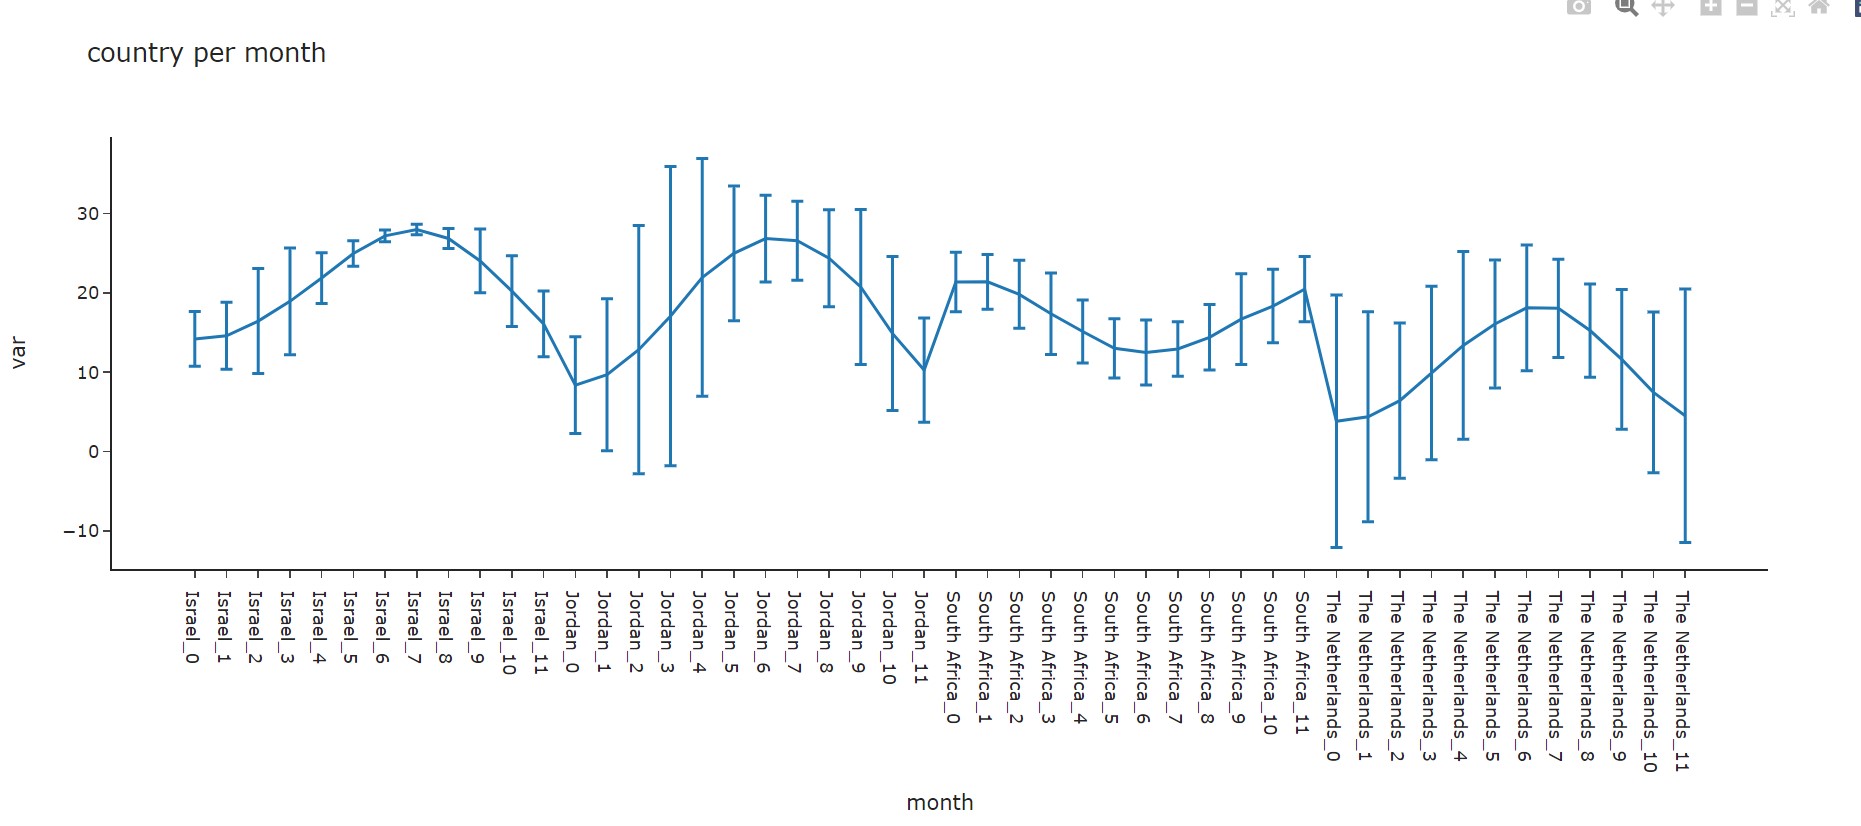 country per month
var
30
20
10
0
−10
Israel_0
Israel_1
Israel_2
Israel_3
Israel_4
Israel_5
Israel_6
Israel_7
Israel_8
Israel_9
Israel_10
Israel_11
Jordan_0
Jordan_1
Jordan_2
Jordan_3
Jordan_4
Jordan_5
Jordan_6
Jordan_7
Jordan_8
Jordan_9
Jordan_10
Jordan_11
South Africa_0
South Africa_1
South Africa_2
South Africa_3
South Africa_4
South Africa_5
South Africa_6
South Africa_7
South Africa_8
South Africa_9
South Africa_10
South Africa_11
The Netherlands_0
The Netherlands_1
The Netherlands_2
The Netherlands_3
The Netherlands_4
The Netherlands_5
The Netherlands_6
The Netherlands_7
The Netherlands_8
The Netherlands_9
The Netherlands_10
The Netherlands_11
month